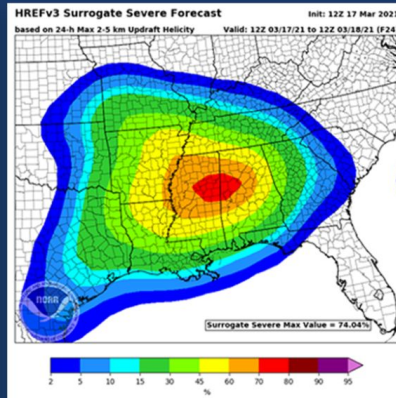 HREFv3 Surrogate Severe Forecast
Init: 12Z 17 Mar 2021
based on 24-h Max 2-5 km Updraft Helicity
Valid: 12Z 03/17/21 to 12Z 03/18/21 (F24
noaa
Surrogate Severe Max Value = 74.04%
2 5 10 15 30 45 60 70 80 90 95
%